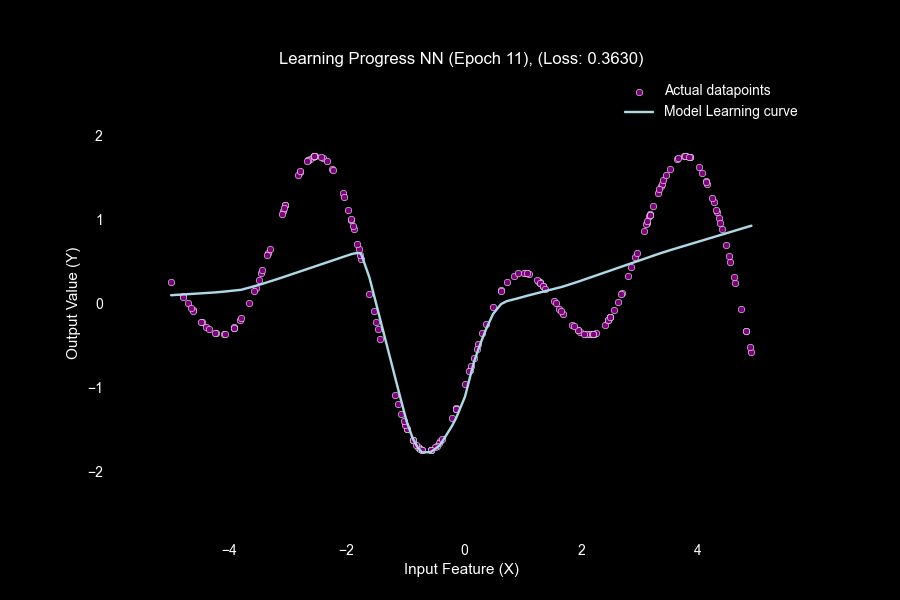 Learning Progress NN (Epoch 11), (Loss: 0.3630)
Actual datapoints
Model Learning curve
2
1
0
−1
−2
Output Value (Y)
−4
−2
0
2
4
Input Feature (X)